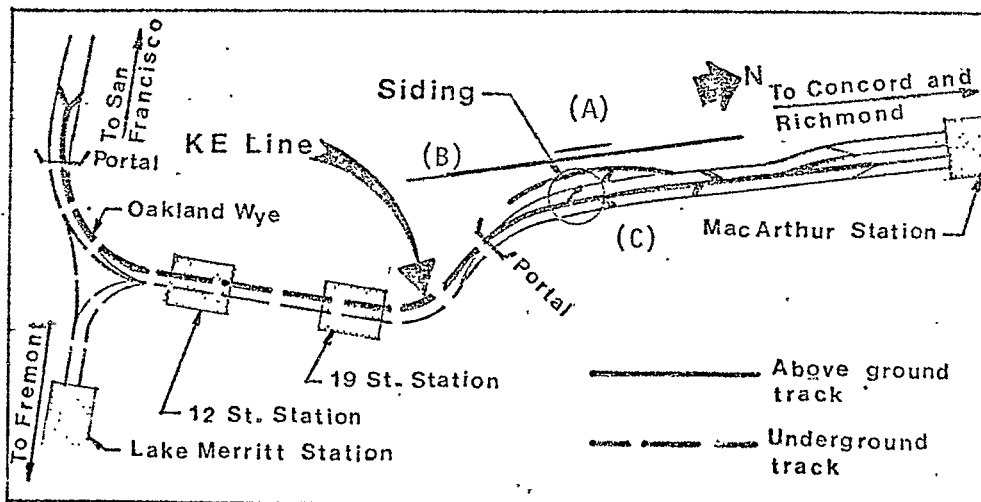 To San
Francisco
Portal
Oakland Wye
KE Line
Siding
(A)
(B)
N
To Concord and
Richmond
(C)
MacArthur Station
Portal
19 St. Station
12 St. Station
Lake Merritt Station
To Fremont
Above ground
track
Underground
track